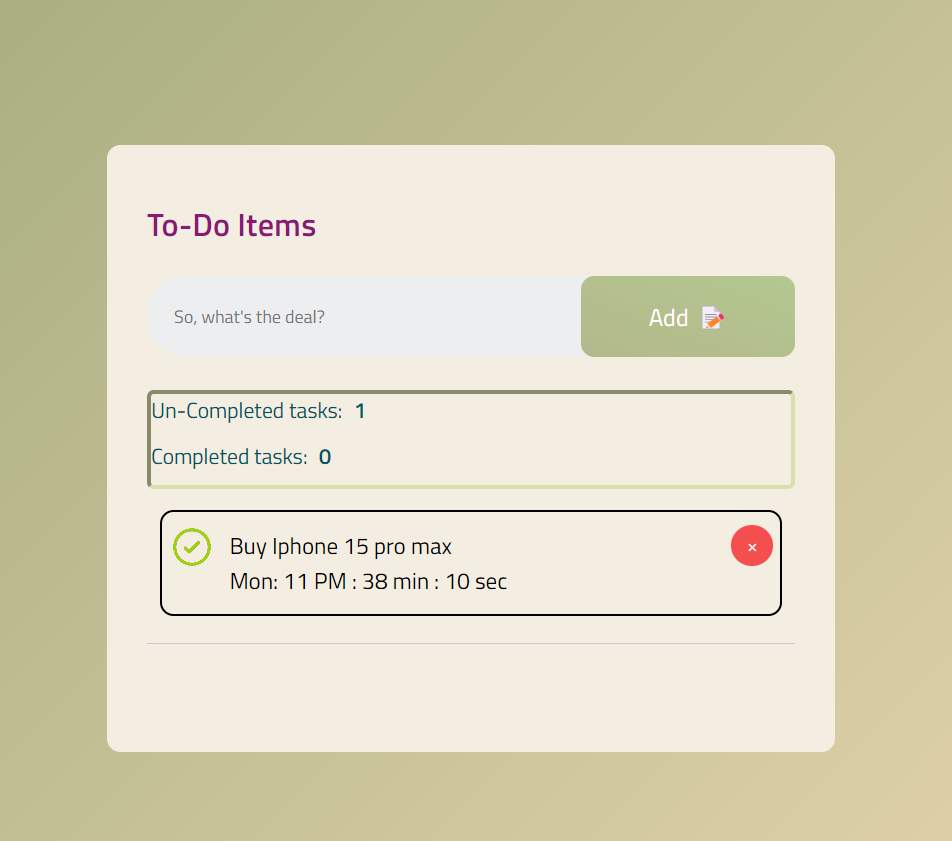 To-Do Items
So, what's the deal?
Add 📝
Un-Completed tasks: 1
Completed tasks: 0
Buy Iphone 15 pro max
×
Mon: 11 PM : 38 min : 10 sec